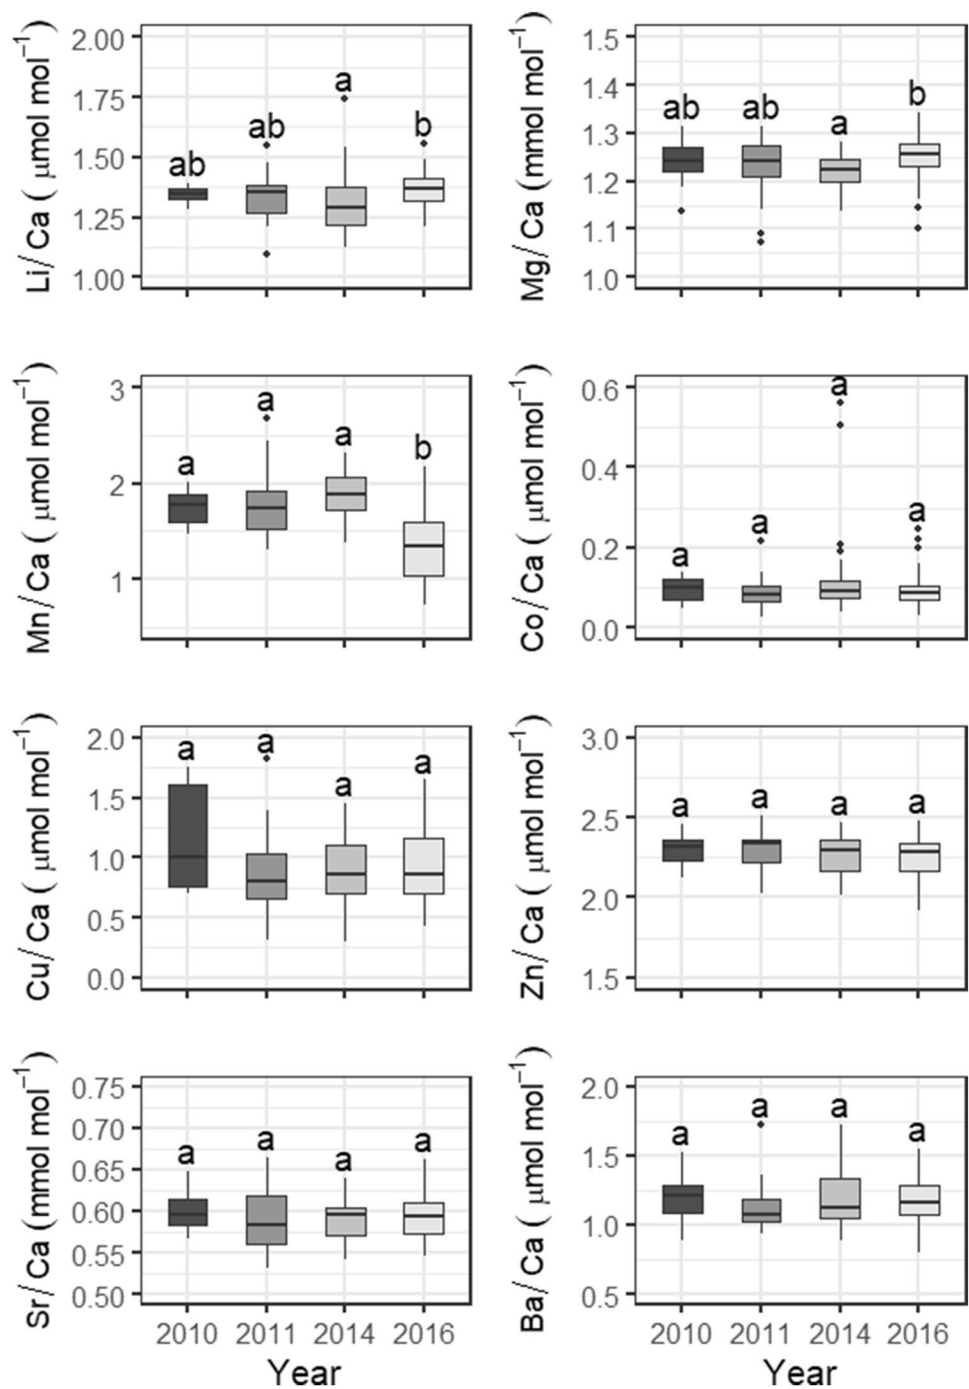 Li/Ca ( μmol mol−1)
2.00
1.75
1.50
1.25
1.00
ab
ab
a
b
Mg/Ca (mmol mol−1)
1.5
1.4
1.3
1.2
1.1
1.0
ab
ab
a
b
Mn/Ca ( μmol mol−1)
3
2
1
a
a
a
b
Co/Ca ( μmol mol−1)
0.6
0.4
0.2
0.0
a
a
a
a
Cu/Ca ( μmol mol−1)
2.0
1.5
1.0
0.5
0.0
a
a
a
a
Zn/Ca ( μmol mol−1)
3.0
2.5
2.0
1.5
a
a
a
a
Sr/Ca (mmol mol−1)
0.75
0.70
0.65
0.60
0.55
0.50
a
a
a
a
2010 2011 2014 2016
Year
Ba/Ca ( μmol mol−1)
2.0
1.5
1.0
0.5
a
a
a
a
2010 2011 2014 2016
Year